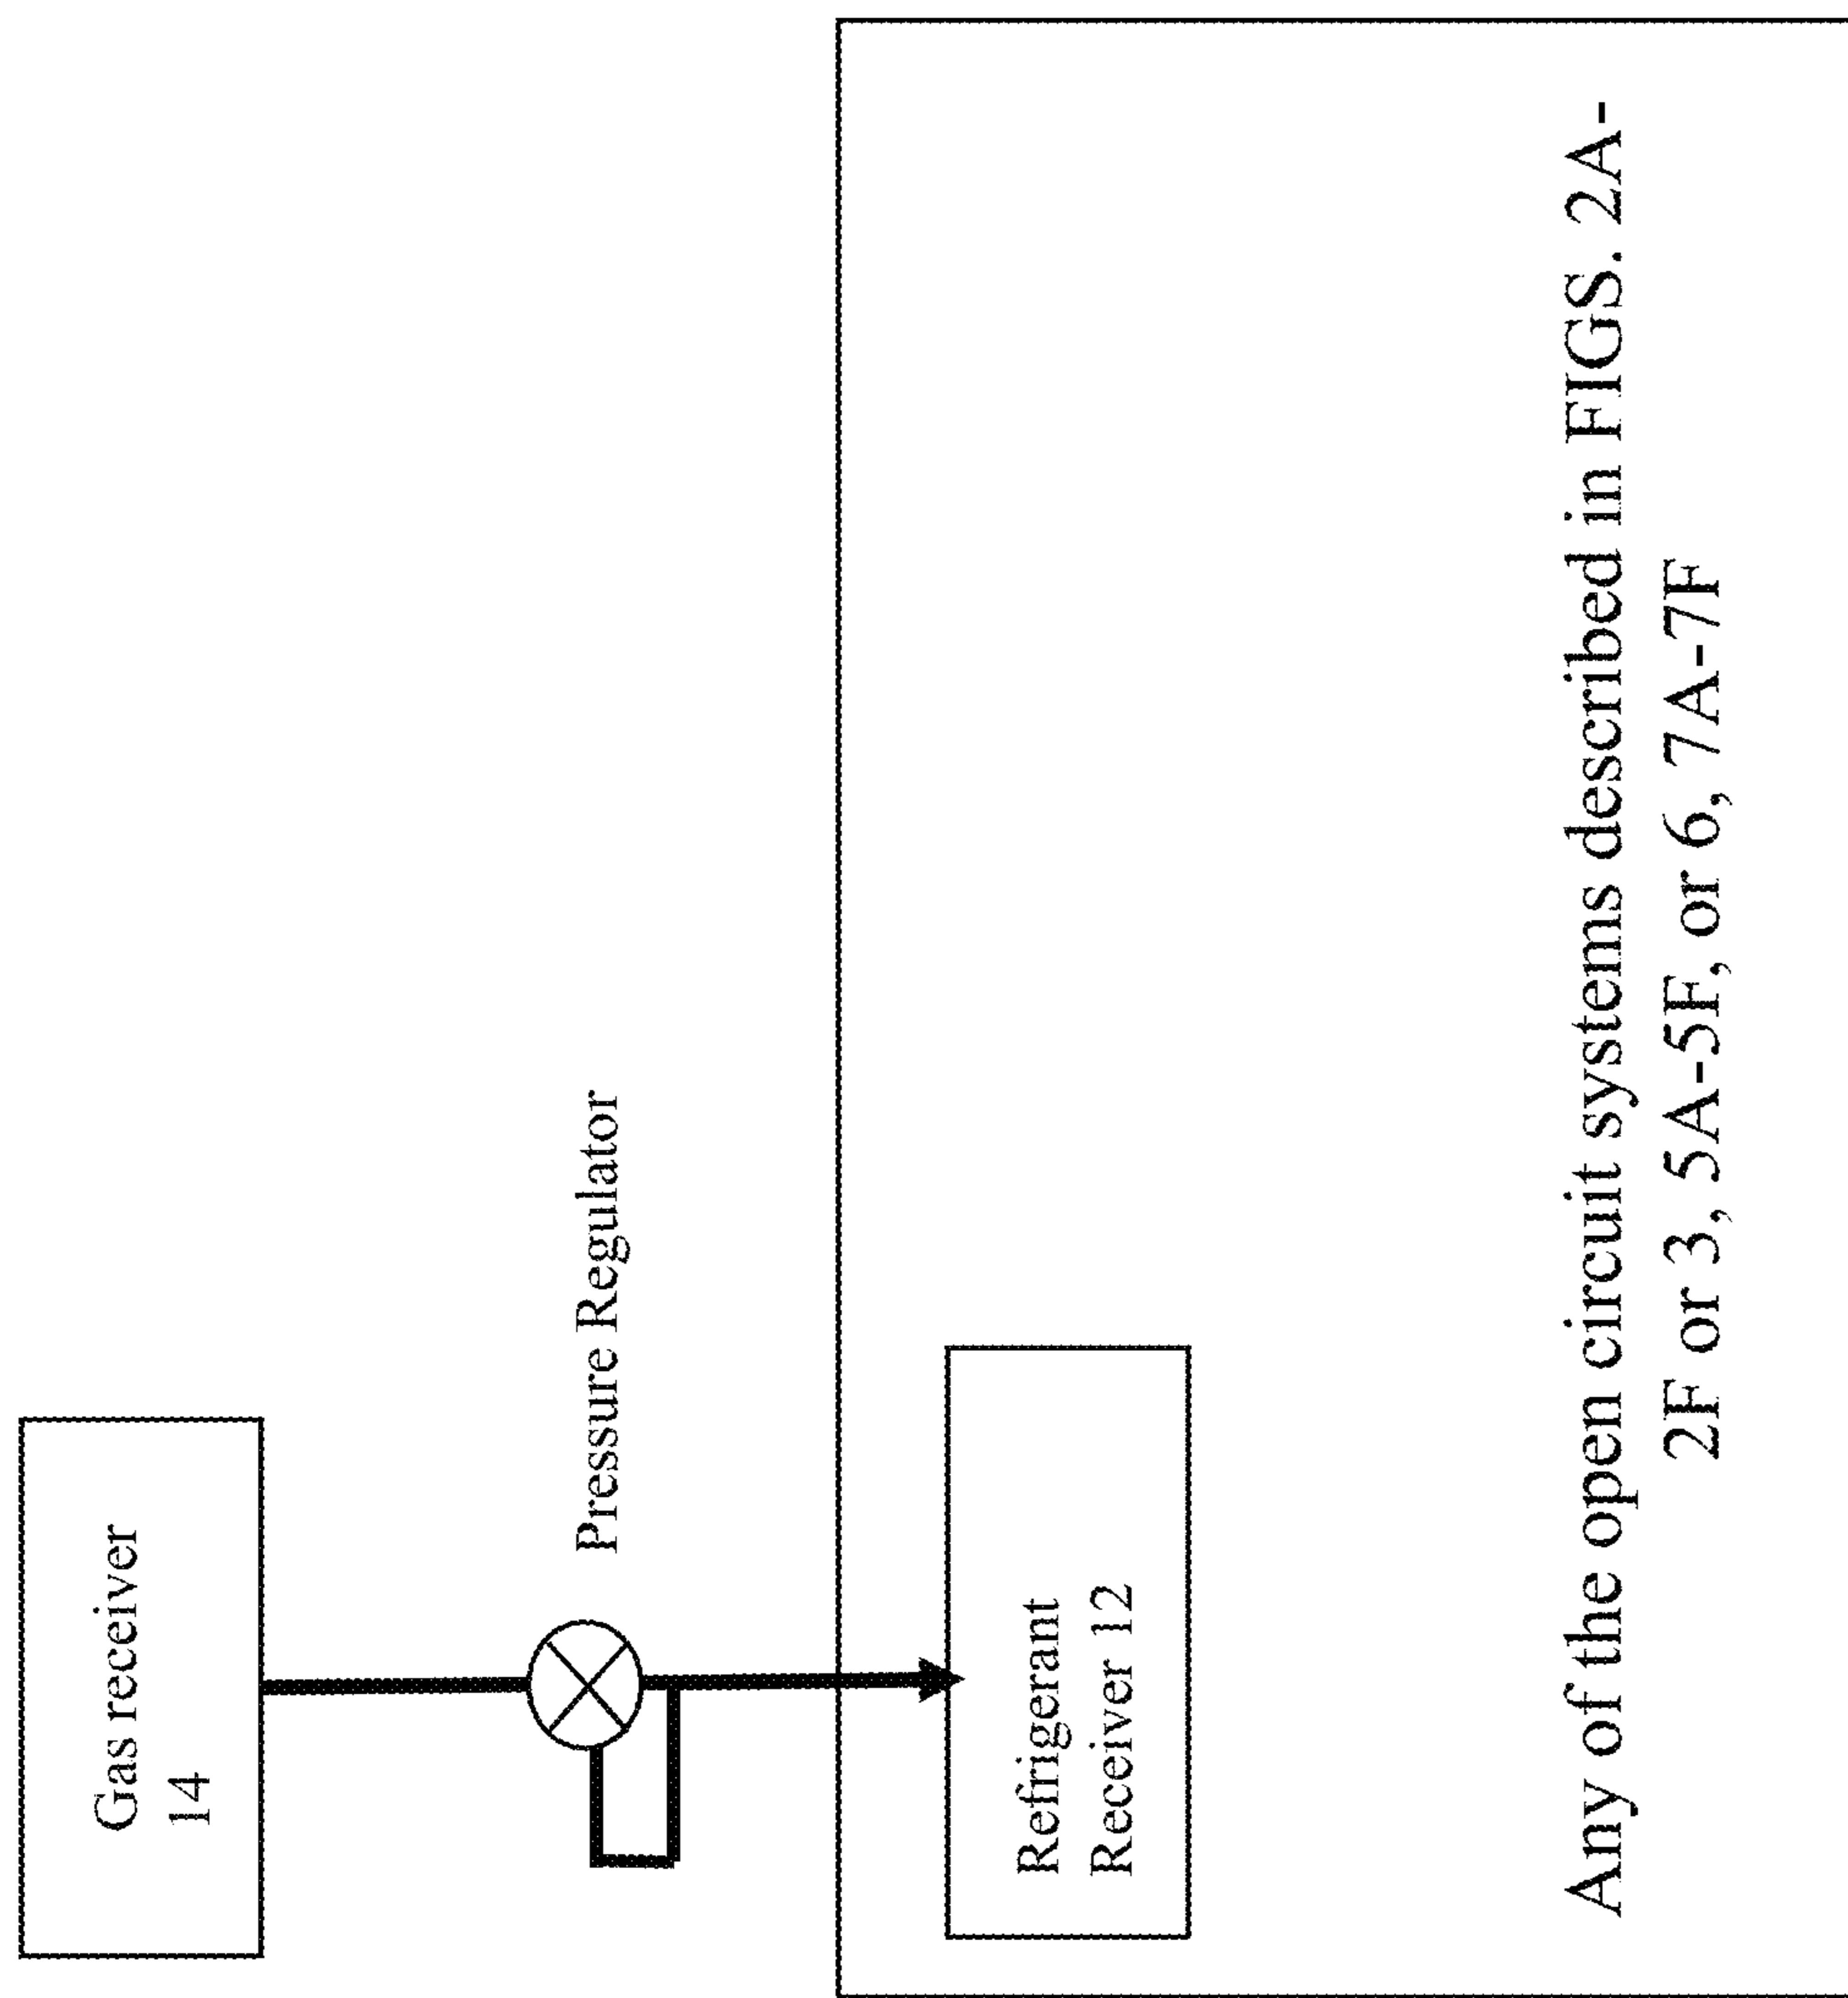 Gas receiver
14
Pressure Regulator
Refrigerant
Receiver 12
Any of the open circuit systems described in FIGS. 2A-
2F or 3, 5A-5F, or 6, 7A-7F